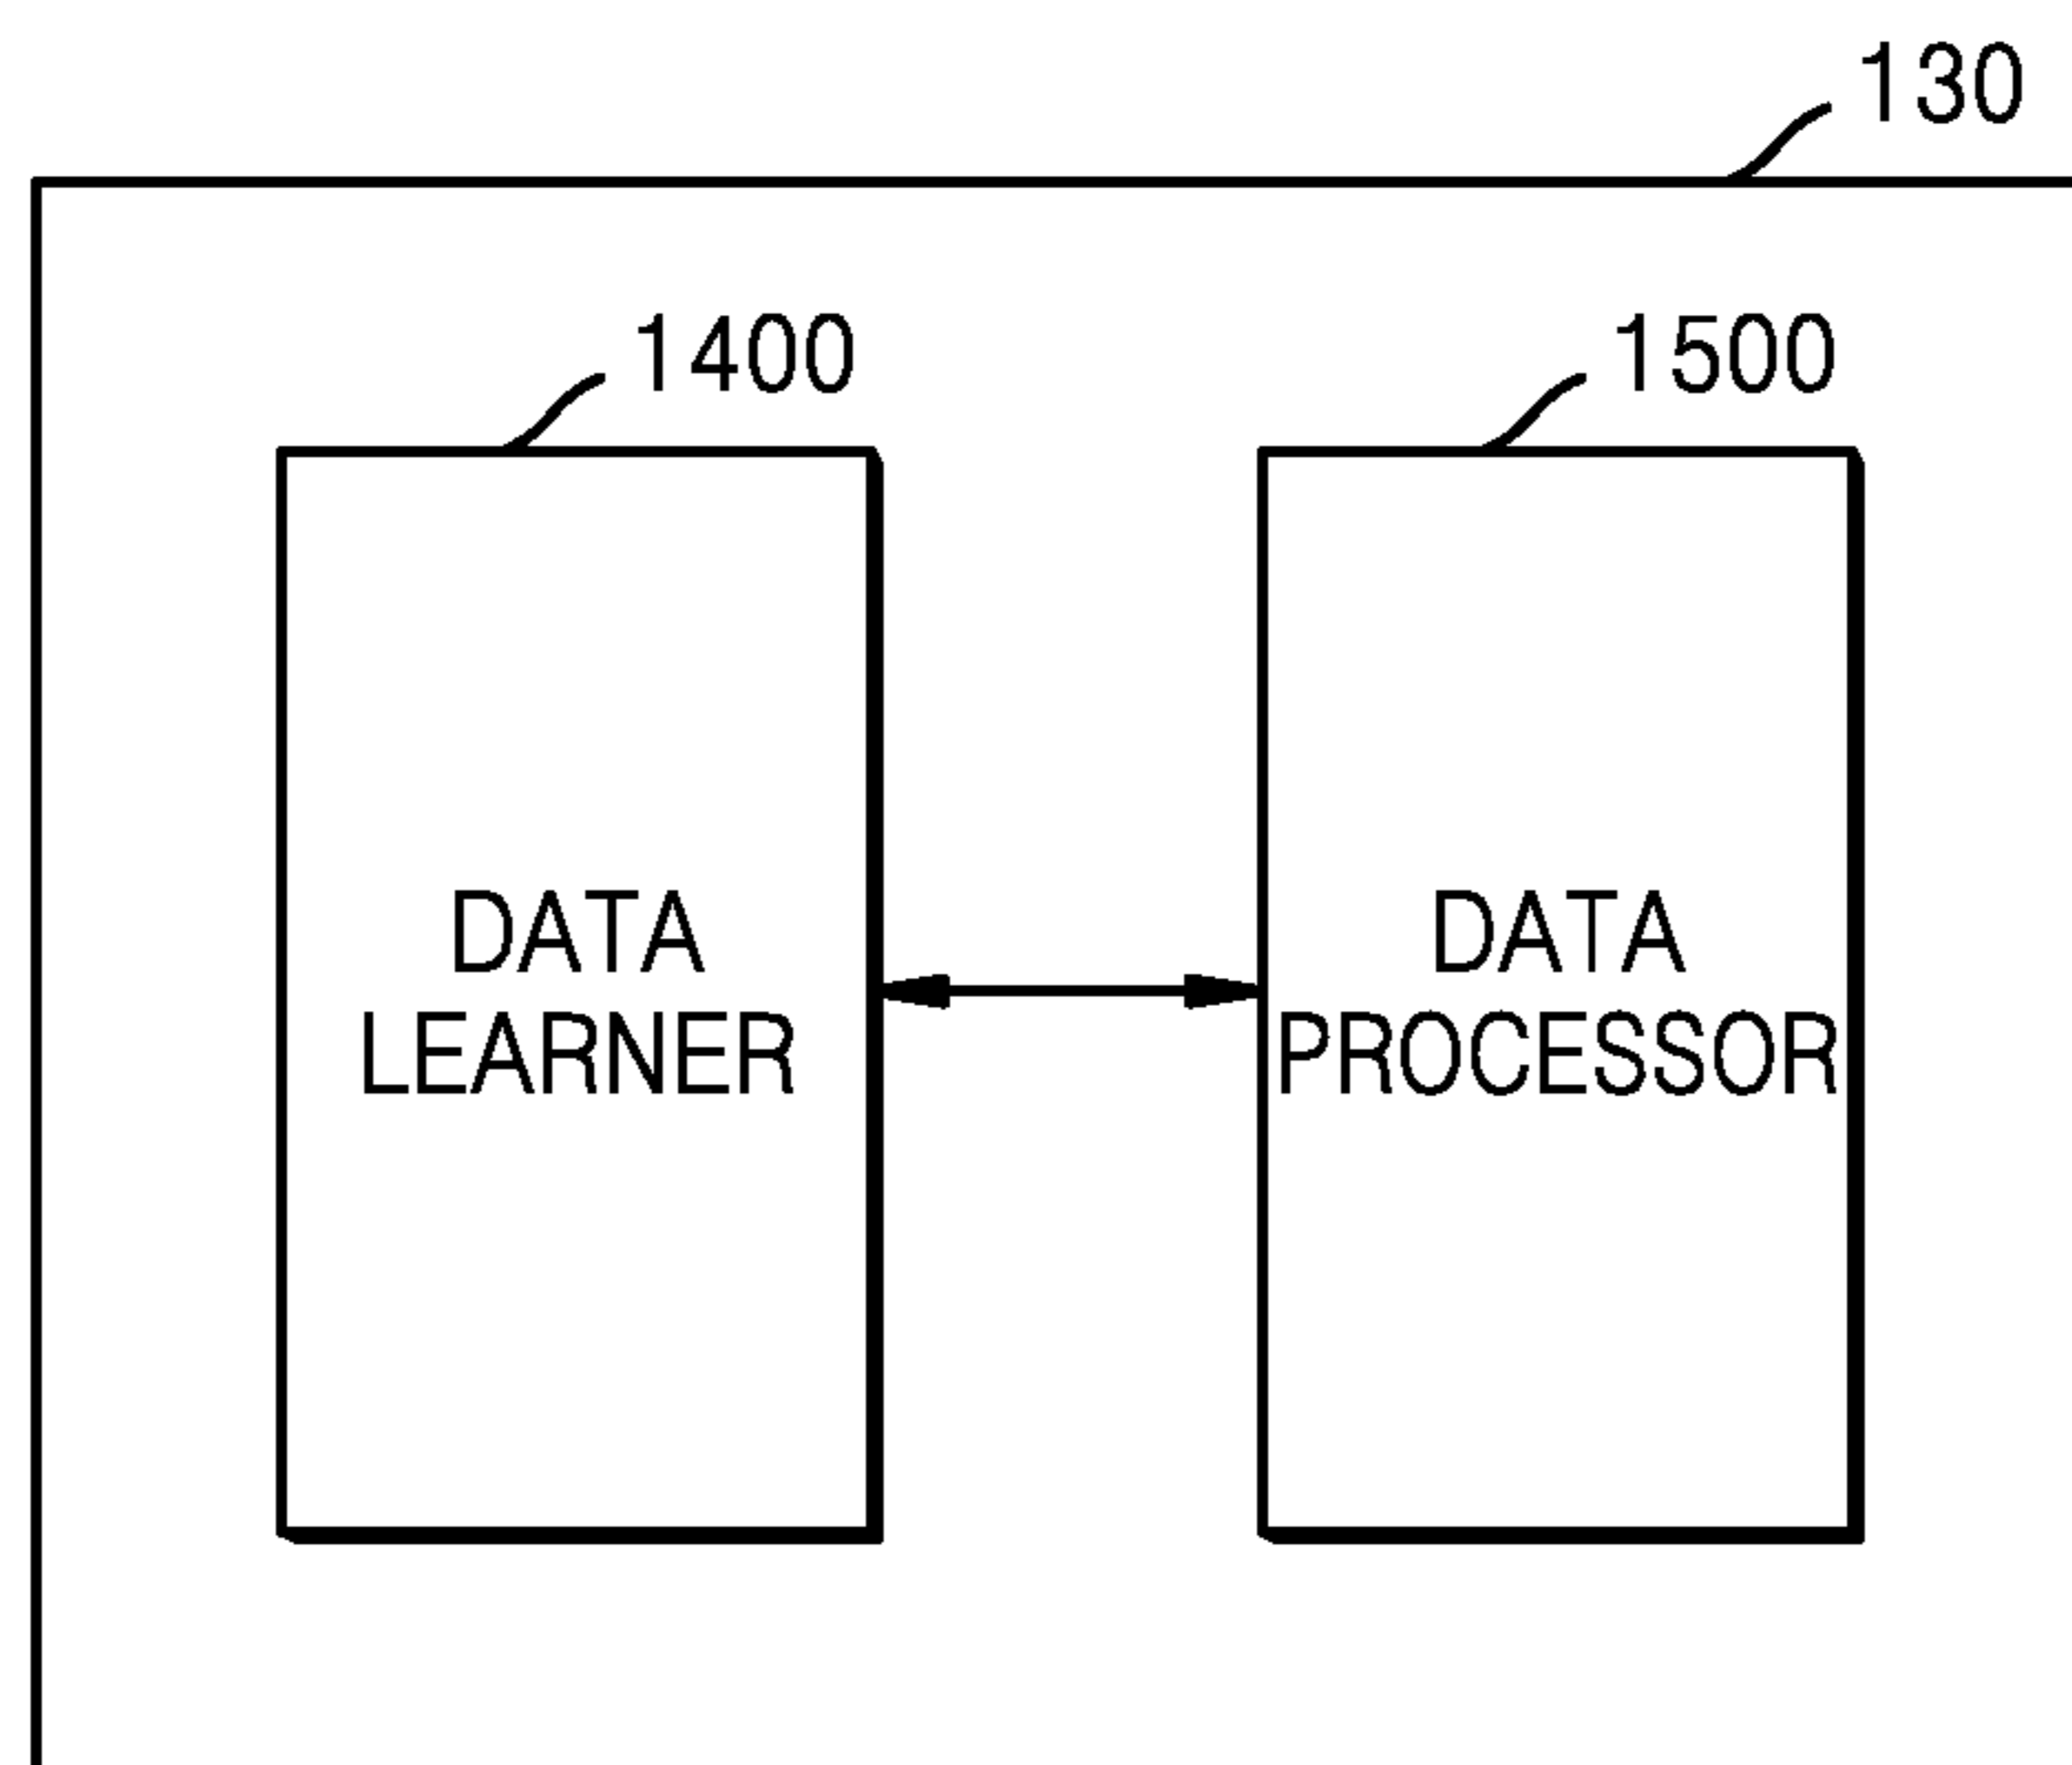 130
1400
1500
DATA
LEARNER
DATA
PROCESSOR